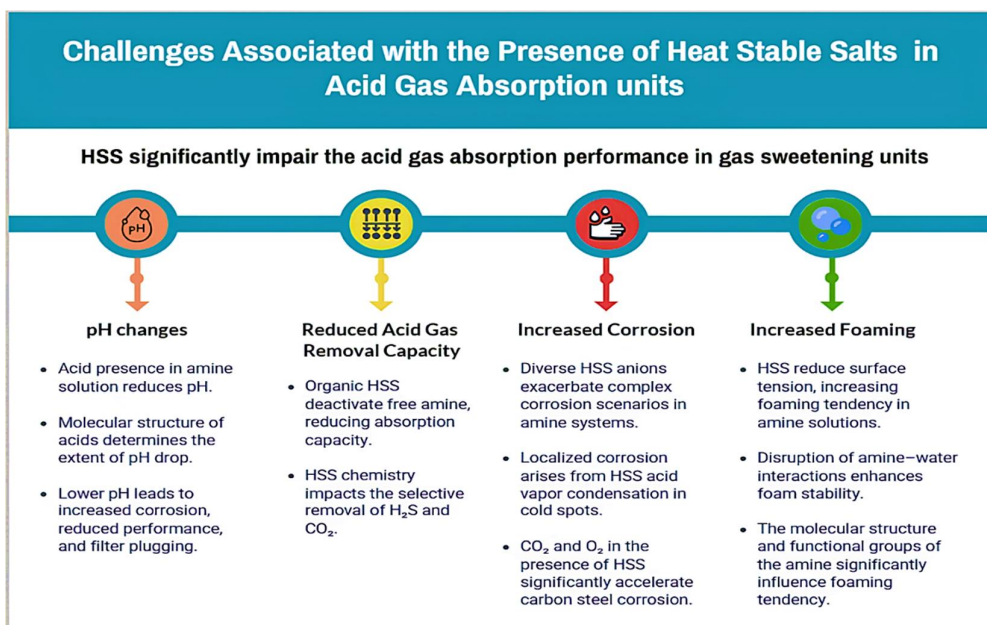 Challenges Associated with the Presence of Heat Stable Salts in
Acid Gas Absorption units
HSS significantly impair the acid gas absorption performance in gas sweetening units
pH
pH changes
• Acid presence in amine
solution reduces pH.
• Molecular structure of
acids determines the
extent of pH drop.
• Lower pH leads to
increased corrosion,
reduced performance,
and filter plugging.
Reduced Acid Gas
Removal Capacity
• Organic HSS
deactivate free amine,
reducing absorption
capacity.
• HSS chemistry
impacts the selective
removal of H₂S and
CO₂.
Increased Corrosion
• Diverse HSS anions
exacerbate complex
corrosion scenarios in
amine systems.
• Localized corrosion
arises from HSS acid
vapor condensation in
cold spots.
• CO₂ and O₂ in the
presence of HSS
significantly accelerate
carbon steel corrosion.
Increased Foaming
• HSS reduce surface
tension, increasing
foaming tendency in
amine solutions.
• Disruption of amine–water
interactions enhances
foam stability.
• The molecular structure
and functional groups of
the amine significantly
influence foaming
tendency.